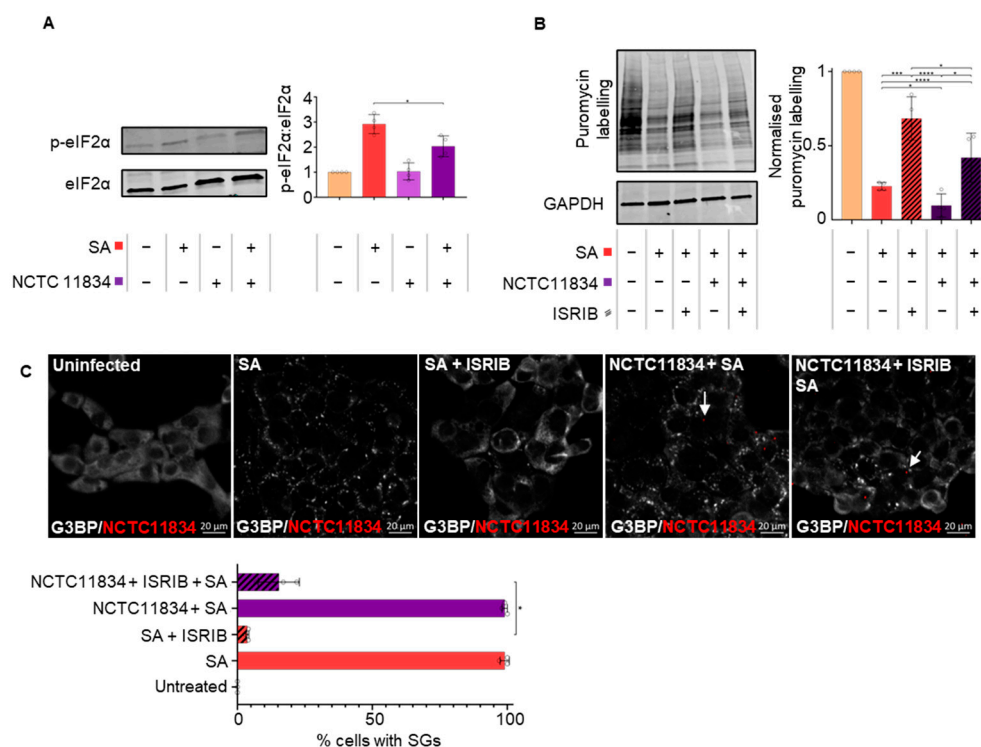 A
p-eIF2α
eIF2α
p-eIF2α:eIF2α
4
3
2
1
0
*
SA − + − + − + − +
NCTC 11834 − − + + − − + +
B
Puromycin
labelling
GAPDH
Normalised
puromycin labelling
1
0.5
0
*
*** **** *
****
*
SA − + + + + − + + + +
NCTC11834 − − − + + − − − + +
ISRIB − − + − + − − + − +
C
Uninfected
G3BP/NCTC11834
20 µm
SA
G3BP/NCTC11834
20 µm
SA + ISRIB
G3BP/NCTC11834
20 µm
NCTC11834 + SA
G3BP/NCTC11834
20 µm
NCTC11834 + ISRIB
SA
G3BP/NCTC11834
20 µm
NCTC11834 + ISRIB + SA
NCTC11834 + SA
SA + ISRIB
SA
Untreated
*
0 50 100
% cells with SGs